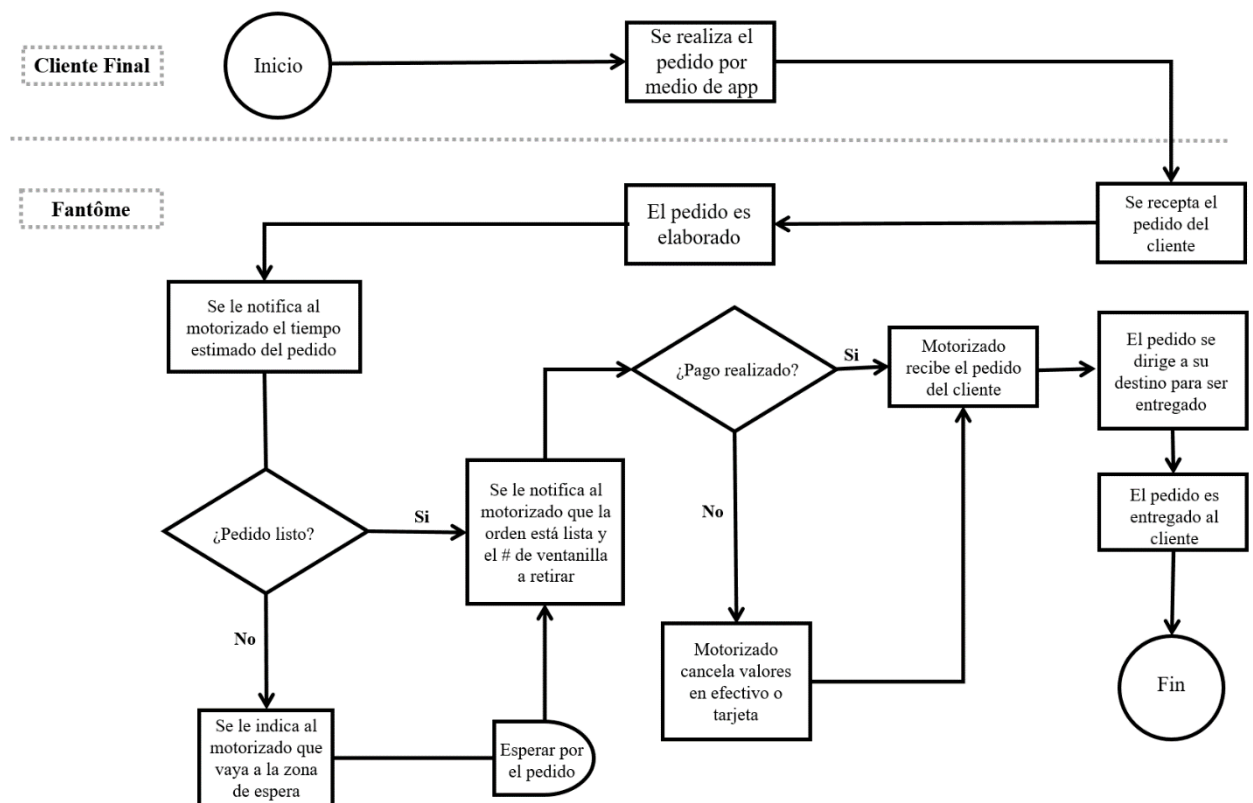 Cliente Final
Inicio
Se realiza el
pedido por
medio de app
Fantôme
Se recepta el
pedido del
cliente
El pedido es
elaborado
Se le notifica al
motorizado el tiempo
estimado del pedido
¿Pedido listo?
Si
No
Se le indica al
motorizado que
vaya a la zona
de espera
Esperar por
el pedido
Se le notifica al
motorizado que la
orden está lista y
el # de ventanilla
a retirar
¿Pago realizado?
Si
No
Motorizado
cancela valores
en efectivo o
tarjeta
Motorizado
recibe el pedido
del cliente
El pedido se
dirige a su
destino para ser
entregado
El pedido es
entregado al
cliente
Fin